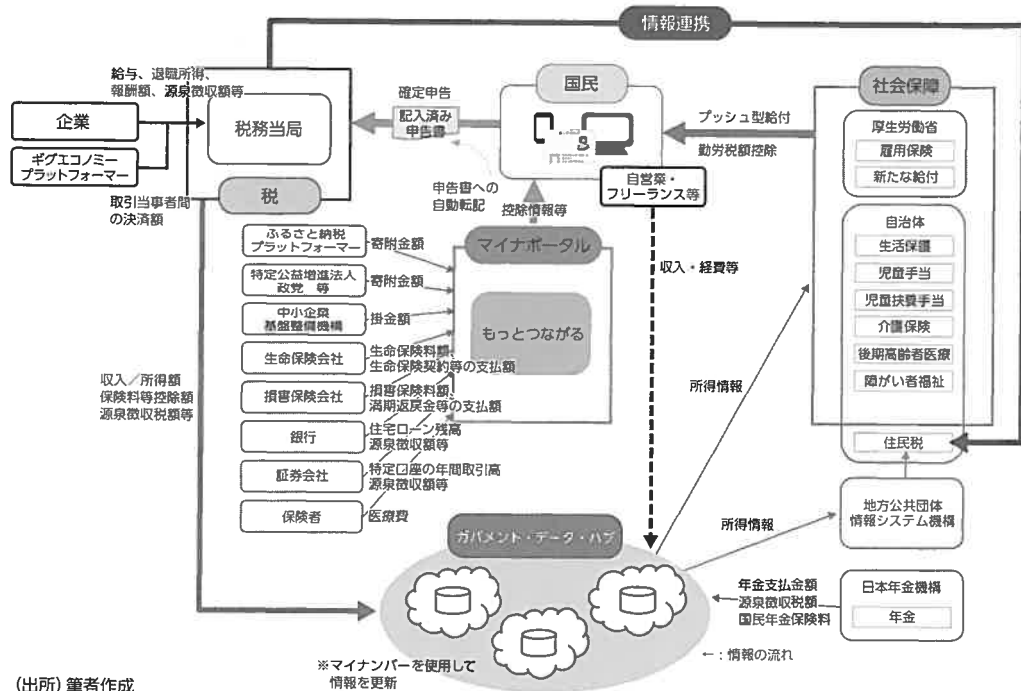 情報連携
給与、退職所得、
報酬額、源泉徴収額等
企業
ギグエコノミー
プラットフォーマー
取引当事者間
の決済額
税務当局
税
確定申告
記入済み
申告書
申告書への
自動転記
国民
自営業・
フリーランス等
控除情報等
プッシュ型給付
勤労税額控除
社会保障
厚生労働省
雇用保険
新たな給付
自治体
生活保護
児童手当
児童扶養手当
介護保険
後期高齢者医療
障がい者福祉
住民税
ふるさと納税
プラットフォーマー
寄附金額
特定公益増進法人
政党 等
寄附金額
中小企業
基盤整備機構
掛金額
生命保険会社
生命保険料額、
生命保険契約等の支払額
損害保険会社
損害保険料額、
満期返戻金等の支払額
銀行
住宅ローン残高
源泉徴収額等
証券会社
特定口座の年間取引高
源泉徴収額等
保険者
医療費
マイナポータル
もっとつながる
収入・経費等
所得情報
収入/所得額
保険料等控除額
源泉徴収税額等
ガバメント・データ・ハブ
所得情報
地方公共団体
情報システム機構
年金支払金額
源泉徴収税額
国民年金保険料
日本年金機構
年金
←:情報の流れ
※マイナンバーを使用して
情報を更新
(出所) 筆者作成